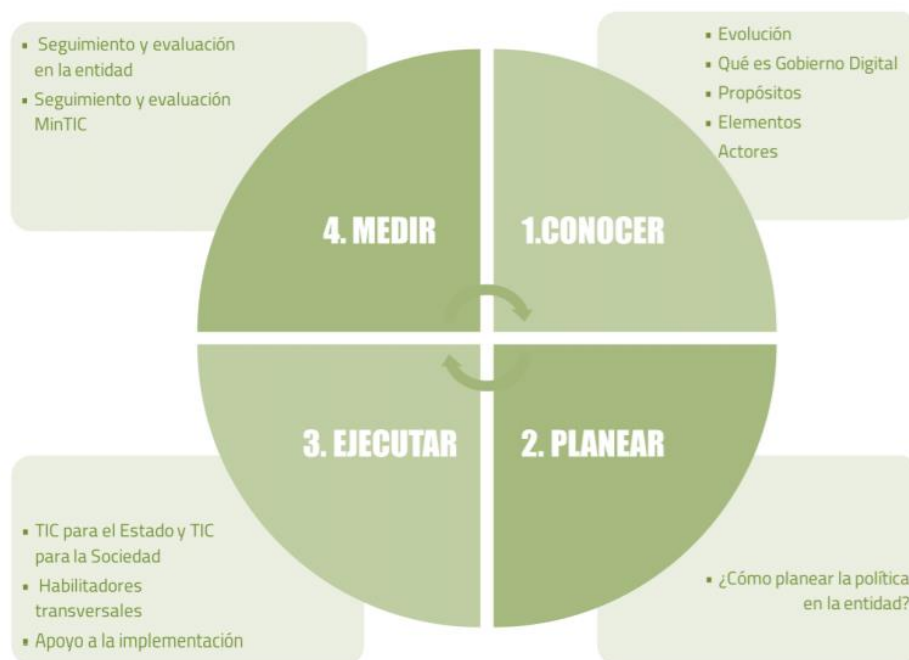 ▪ Seguimiento y evaluación
en la entidad
▪ Seguimiento y evaluación
MinTIC
▪ Evolución
▪ Qué es Gobierno Digital
▪ Propósitos
▪ Elementos
Actores
4. MEDIR
1.CONOCER
3. EJECUTAR
2. PLANEAR
▪ TIC para el Estado y TIC
para la Sociedad
▪ Habilitadores
transversales
▪ Apoyo a la implementación
▪ ¿Cómo planear la política
en la entidad?